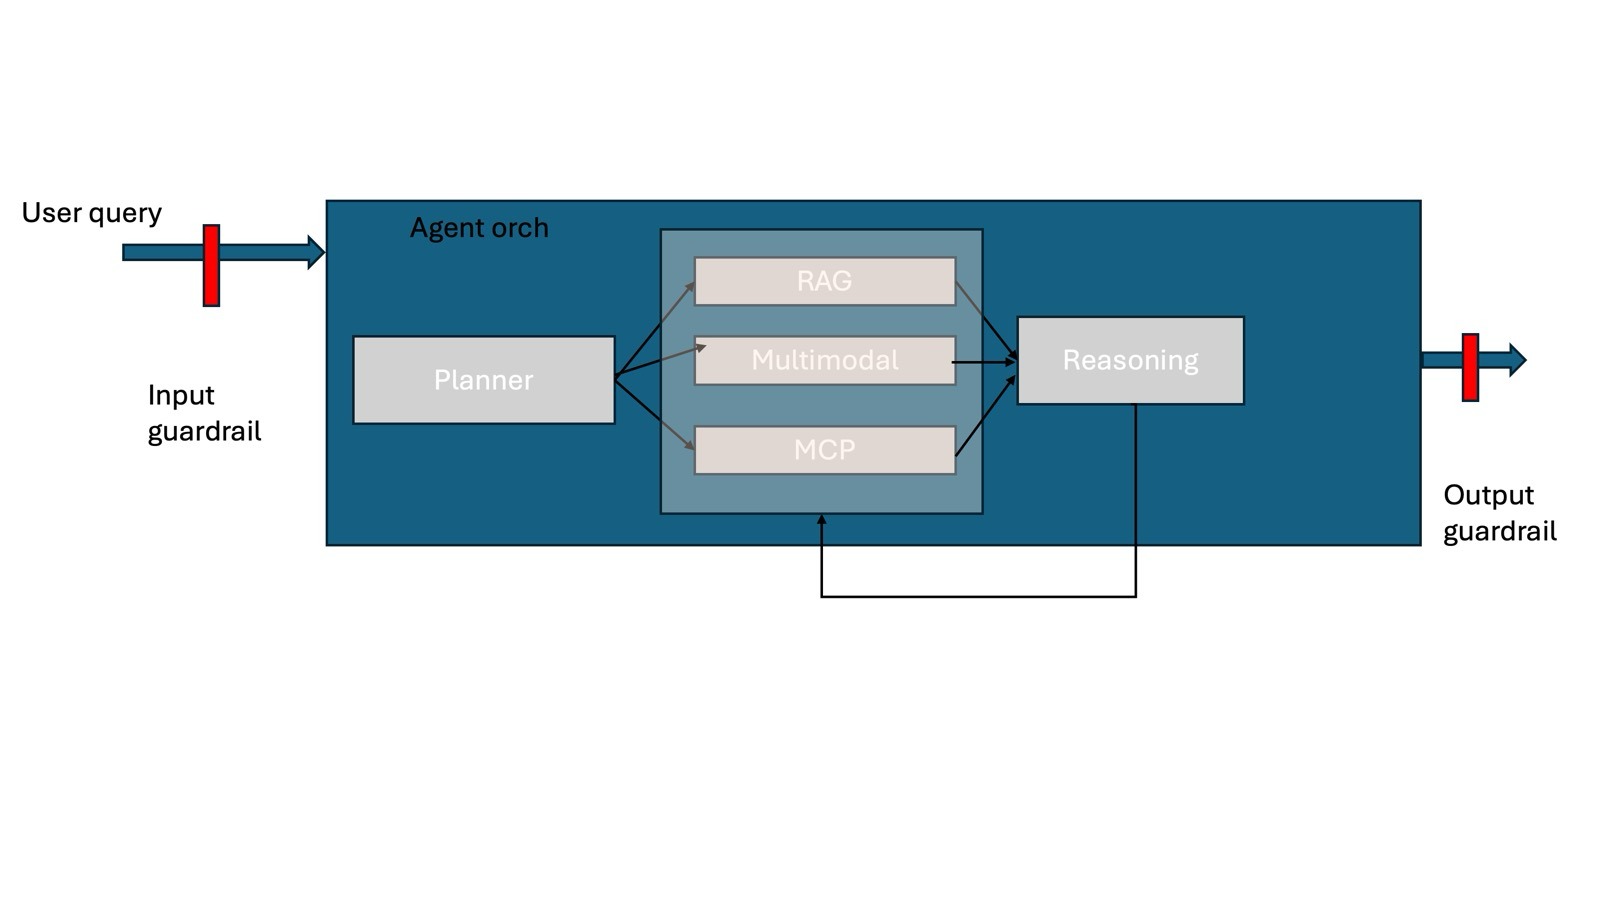 User query
Agent orch
RAG
Planner
Multimodal
Reasoning
MCP
Input
guardrail
Output
guardrail